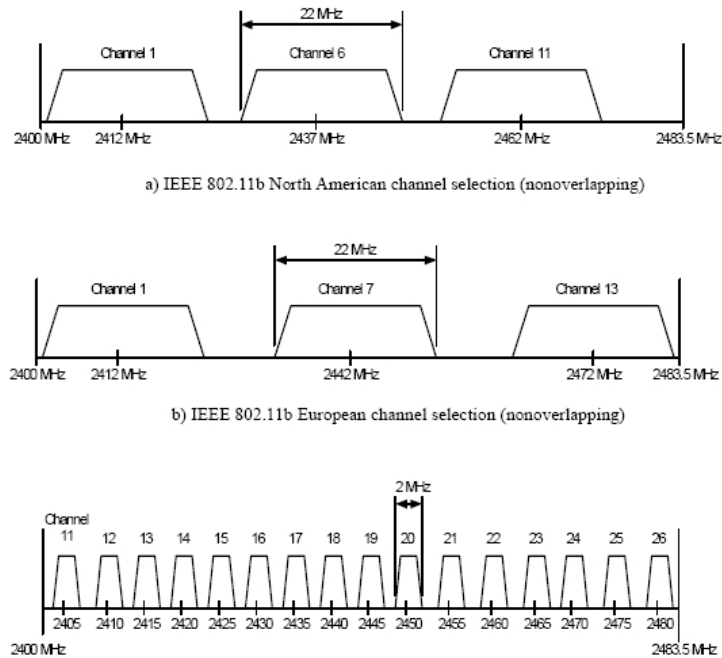 22 MHz
Channel 1 Channel 6 Channel 11
2400 MHz 2412 MHz 2437 MHz 2462 MHz 2483.5 MHz
a) IEEE 802.11b North American channel selection (nonoverlapping)
22 MHz
Channel 1 Channel 7 Channel 13
2400 MHz 2412 MHz 2442 MHz 2472 MHz 2483.5 MHz
b) IEEE 802.11b European channel selection (nonoverlapping)
2 MHz
Channel
11 12 13 14 15 16 17 18 19 20 21 22 23 24 25 26
2405 2410 2415 2420 2425 2430 2435 2440 2445 2450 2455 2460 2465 2470 2475 2480
2400 MHz 2483.5 MHz